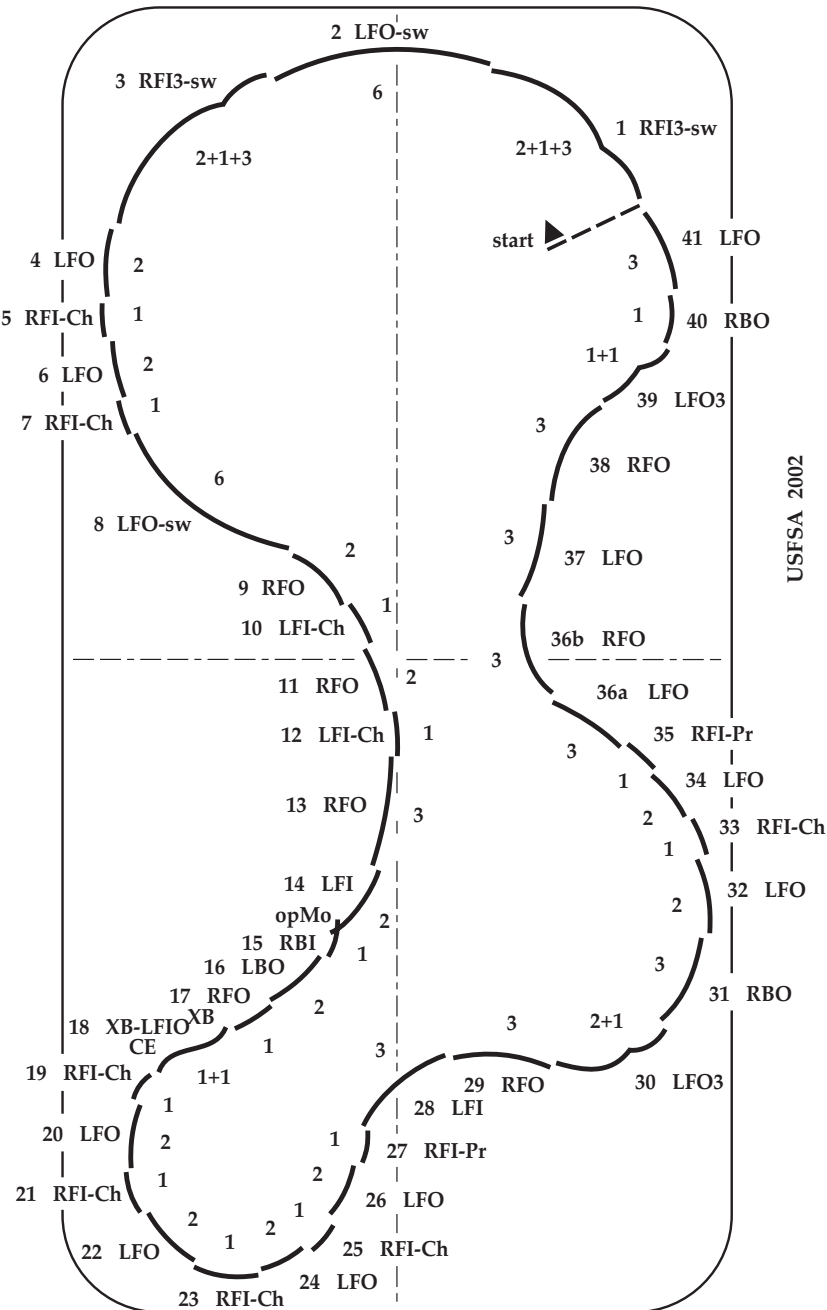 2 LFO-sw
6
3 RFI3-sw
2+1+3
2+1+3
1 RFI3-sw
start
41 LFO
3
4 LFO
2
5 RFI-Ch
1
1
40 RBO
6 LFO
2
1+1
7 RFI-Ch
1
39 LFO3
3
38 RFO
6
8 LFO-sw
USFSA 2002
2
3
37 LFO
9 RFO
1
10 LFI-Ch
36b RFO
3
11 RFO
2
36a LFO
12 LFI-Ch
1
35 RFI-Pr
3
1
34 LFO
13 RFO
3
2
33 RFI-Ch
1
14 LFI
32 LFO
opMo
2
2
15 RBI
1
16 LBO
3
31 RBO
17 RFO
2
XB
18 XB-LFIO
CE
1
3
3
2+1
19 RFI-Ch
1+1
30 LFO3
29 RFO
28 LFI
1
20 LFO
2
1
27 RFI-Pr
21 RFI-Ch
1
2
26 LFO
2
1
22 LFO
1
2
25 RFI-Ch
24 LFO
23 RFI-Ch